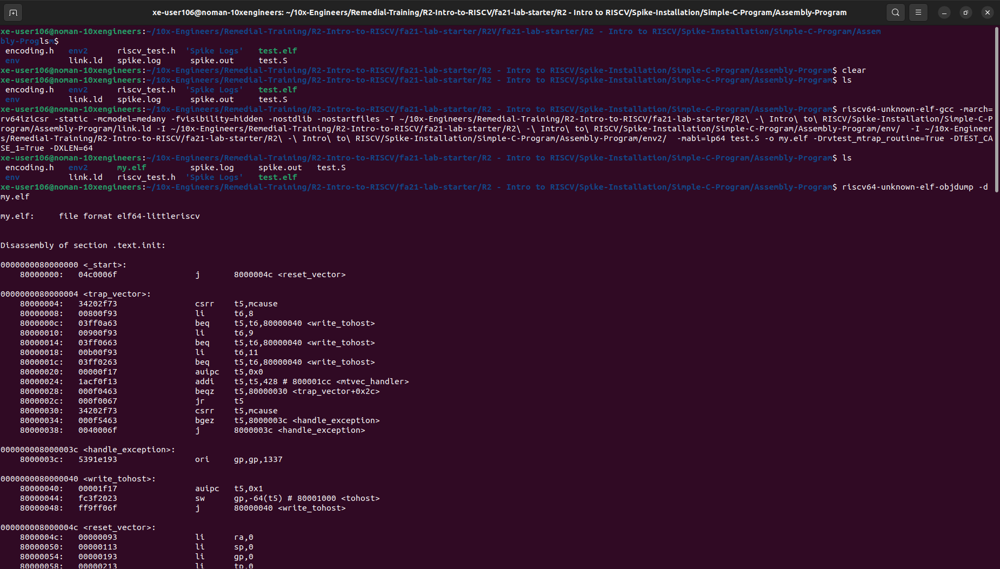 xe-user106@noman-10xengineers: ~/10x-Engineers/Remedial-Training/R2-Intro-to-RISCV/fa21-lab-starter/R2 - Intro to RISCV/Spike-Installation/Simple-C-Program/Assembly-Program
xe-user106@noman-10xengineers:~/10x-Engineers/Remedial-Training/R2-Intro-to-RISCV/fa21-lab-starter/R2V/fa21-lab-starter/R2 - Intro to RISCV/Spike-Installation/Simple-C-Program/Assem
bly-Proglsm$
encoding.h env2 riscv_test.h 'Spike Logs' test.elf
env link.ld spike.log spike.out test.S
xe-user106@noman-10xengineers:~/10x-Engineers/Remedial-Training/R2-Intro-to-RISCV/fa21-lab-starter/R2 - Intro to RISCV/Spike-Installation/Simple-C-Program/Assembly-Program$ clear
xe-user106@noman-10xengineers:~/10x-Engineers/Remedial-Training/R2-Intro-to-RISCV/fa21-lab-starter/R2 - Intro to RISCV/Spike-Installation/Simple-C-Program/Assembly-Program$ ls
encoding.h env2 riscv_test.h 'Spike Logs' test.elf
env link.ld spike.log spike.out test.S
xe-user106@noman-10xengineers:~/10x-Engineers/Remedial-Training/R2-Intro-to-RISCV/fa21-lab-starter/R2 - Intro to RISCV/Spike-Installation/Simple-C-Program/Assembly-Program$ riscv64-unknown-elf-gcc -march=
rv64izicsr -static -mcmodel=medany -fvisibility=hidden -nostdlib -nostartfiles -T ~/10x-Engineers/Remedial-Training/R2-Intro-to-RISCV/fa21-lab-starter/R2\ -\ Intro\ to\ RISCV/Spike-Installation/Simple-C-P
rogram/Assembly-Program/link.ld -I ~/10x-Engineers/Remedial-Training/R2-Intro-to-RISCV/fa21-lab-starter/R2\ -\ Intro\ to\ RISCV/Spike-Installation/Simple-C-Program/Assembly-Program/env/ -I ~/10x-Engineer
s/Remedial-Training/R2-Intro-to-RISCV/fa21-lab-starter/R2\ -\ Intro\ to\ RISCV/Spike-Installation/Simple-C-Program/Assembly-Program/env2/ -mabi=lp64 test.S -o my.elf -Drvtest_mtrap_routine=True -DTEST_CA
SE_1=True -DXLEN=64
xe-user106@noman-10xengineers:~/10x-Engineers/Remedial-Training/R2-Intro-to-RISCV/fa21-lab-starter/R2 - Intro to RISCV/Spike-Installation/Simple-C-Program/Assembly-Program$ ls
encoding.h env2 my.elf spike.log spike.out test.S
env link.ld riscv_test.h 'Spike Logs' test.elf
xe-user106@noman-10xengineers:~/10x-Engineers/Remedial-Training/R2-Intro-to-RISCV/fa21-lab-starter/R2 - Intro to RISCV/Spike-Installation/Simple-C-Program/Assembly-Program$ riscv64-unknown-elf-objdump -d
my.elf
my.elf: file format elf64-littleriscv
Disassembly of section .text.init:
0000000080000000 <_start>:
80000000: 04c0006f j 8000004c <reset_vector>
0000000080000004 <trap_vector>:
80000004: 34202f73 csrr t5,mcause
80000008: 00800f93 li t6,8
8000000c: 03ff0a63 beq t5,t6,80000040 <write_tohost>
80000010: 00900f93 li t6,9
80000014: 03ff0663 beq t5,t6,80000040 <write_tohost>
80000018: 00b00f93 li t6,11
8000001c: 03ff0263 beq t5,t6,80000040 <write_tohost>
80000020: 00000f17 auipc t5,0x0
80000024: 1acf0f13 addi t5,t5,428 # 800001cc <mtvec_handler>
80000028: 000f0463 beqz t5,80000030 <trap_vector+0x2c>
8000002c: 000f0067 jr t5
80000030: 34202f73 csrr t5,mcause
80000034: 000f5463 bgez t5,8000003c <handle_exception>
80000038: 0040006f j 8000003c <handle_exception>
000000008000003c <handle_exception>:
8000003c: 5391e193 ori gp,gp,1337
0000000080000040 <write_tohost>:
80000040: 00001f17 auipc t5,0x1
80000044: fc3f2023 sw gp,-64(t5) # 80001000 <tohost>
80000048: ff9ff06f j 80000040 <write_tohost>
000000008000004c <reset_vector>:
8000004c: 00000093 li ra,0
80000050: 00000113 li sp,0
80000054: 00000193 li gp,0
80000058: 00000213 li tp,0